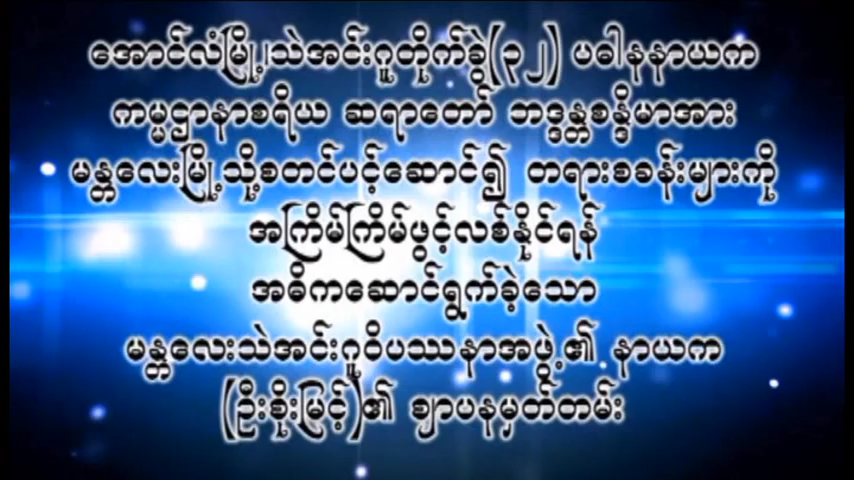 အောင်လံမြို့၊သဲအင်းဂူတိုက်ခွဲ(၃၂) ပဓါနနာယက
ကမ္မဋ္ဌာနာစရိယ ဆရာတော် ဘဒ္ဒန္တစန္ဒိမာအား
မန္တလေးမြို့သို့စတင်ပင့်ဆောင်၍ တရားစခန်းများကို
အကြိမ်ကြိမ်ဖွင့်လစ်နိုင်ရန်
အဓိကဆောင်ရွက်ခဲ့သော
မန္တလေးသဲအင်းဂူဝိပဿနာအဖွဲ့၏ နာယက
(ဦးစိုးမြင့်)၏ ဈာပနမှတ်တမ်း